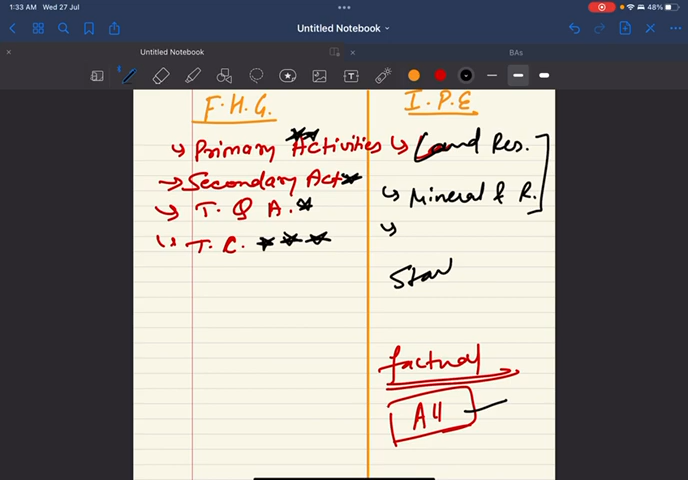 1:33 AM Wed 27 Jul
48%
Untitled Notebook
Untitled Notebook
BAs
F.H.G.
I.P.E.
Primary Activities
Land Res.
Secondary Act
Mineral & R.
T. Q A.
T. C.
Star
factual
A4